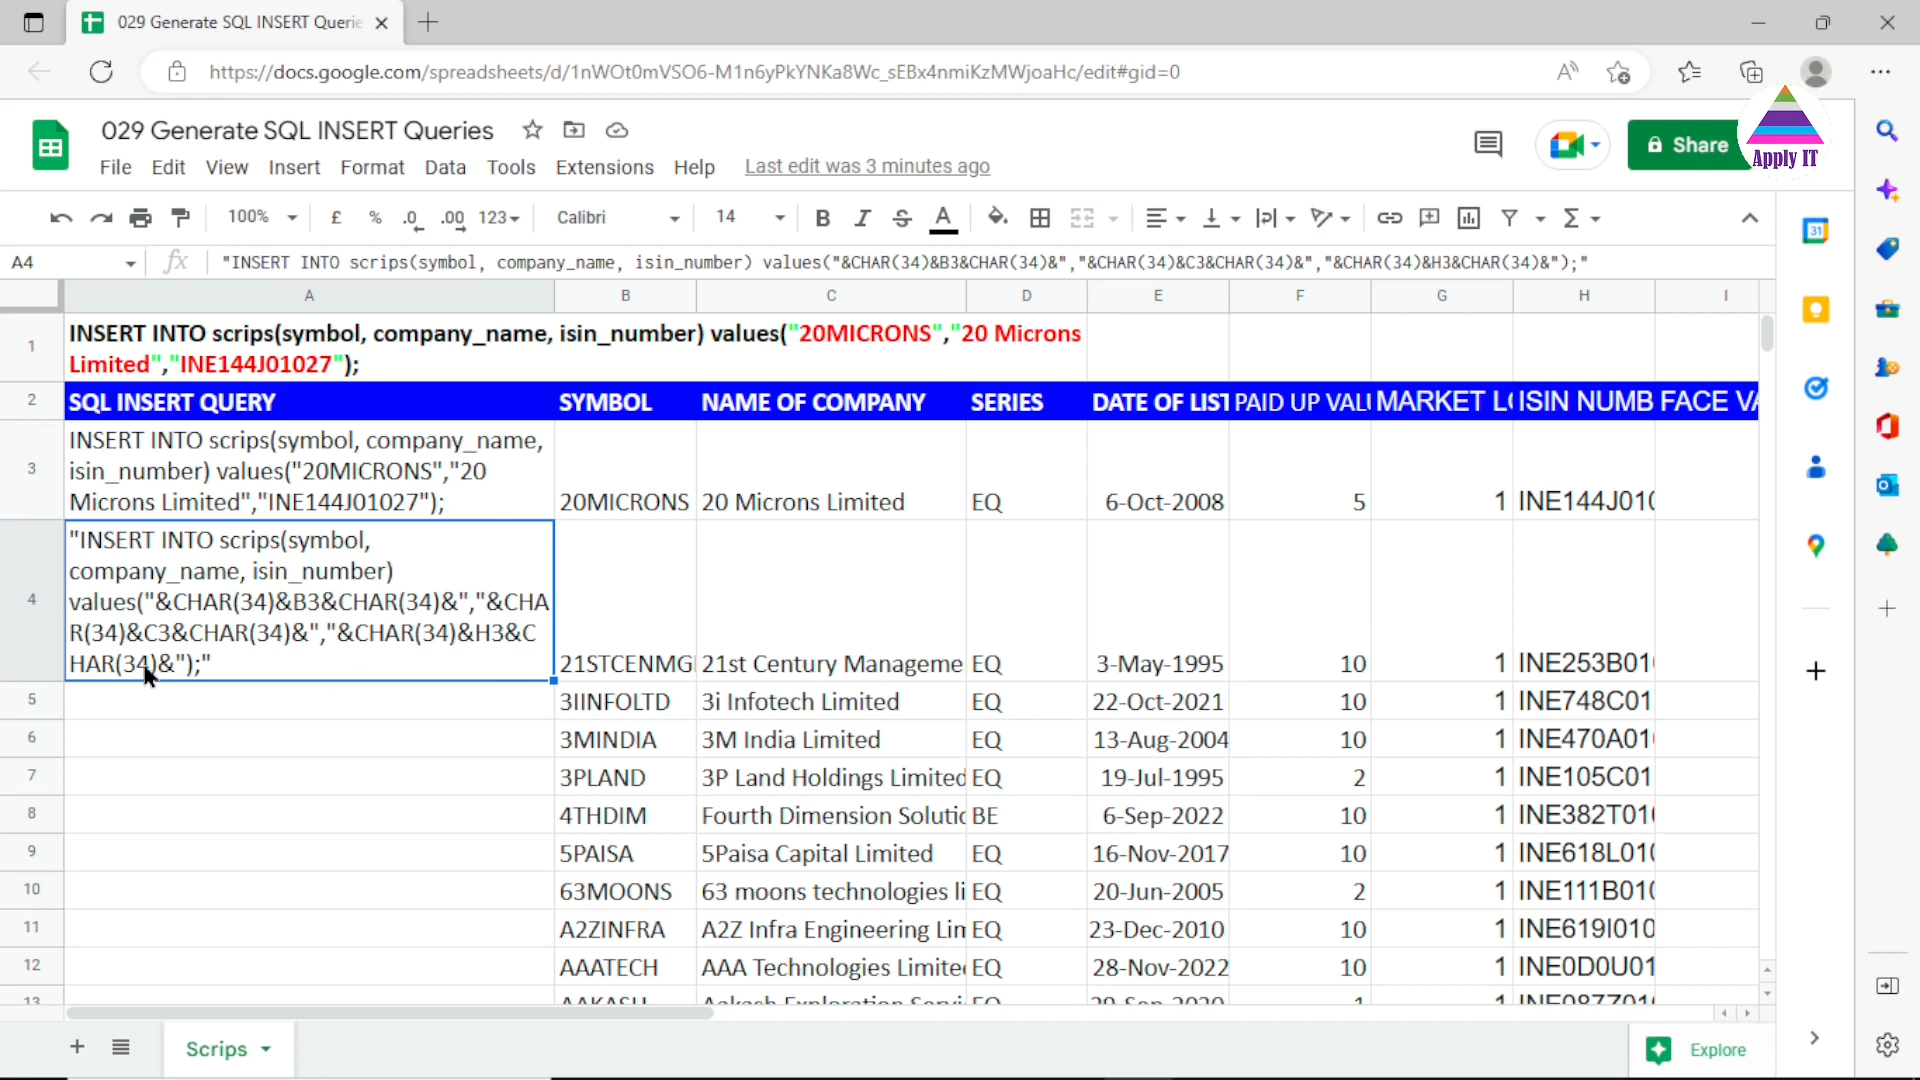 029 Generate SQL INSERT Querie
https://docs.google.com/spreadsheets/d/1nWOt0mVSO6-M1n6yPkYNKa8Wc_sEBx4nmiKzMWjoaHc/edit#gid=0
029 Generate SQL INSERT Queries
File Edit View Insert Format Data Tools Extensions Help Last edit was 3 minutes ago
Share
Apply IT
100% £ % .0 .00 123 Calibri 14 B I S A
A4 fx "INSERT INTO scrips(symbol, company_name, isin_number) values("&CHAR(34)&B3&CHAR(34)&","&CHAR(34)&C3&CHAR(34)&","&CHAR(34)&H3&CHAR(34)&");"
A B C D E F G H I
1 INSERT INTO scrips(symbol, company_name, isin_number) values("20MICRONS","20 Microns
Limited","INE144J01027");
2 SQL INSERT QUERY SYMBOL NAME OF COMPANY SERIES DATE OF LIST PAID UP VALU MARKET LO ISIN NUMB FACE VA
INSERT INTO scrips(symbol, company_name,
3 isin_number) values("20MICRONS","20
Microns Limited","INE144J01027"); 20MICRONS 20 Microns Limited EQ 6-Oct-2008 5 1 INE144J010
"INSERT INTO scrips(symbol,
company_name, isin_number)
4 values("&CHAR(34)&B3&CHAR(34)&","&CHA
R(34)&C3&CHAR(34)&","&CHAR(34)&H3&C
HAR(34)&");" 21STCENMG 21st Century Manageme EQ 3-May-1995 10 1 INE253B01
5 3IINFOLTD 3i Infotech Limited EQ 22-Oct-2021 10 1 INE748C01
6 3MINDIA 3M India Limited EQ 13-Aug-2004 10 1 INE470A01
7 3PLAND 3P Land Holdings Limited EQ 19-Jul-1995 2 1 INE105C01
8 4THDIM Fourth Dimension Solutio BE 6-Sep-2022 10 1 INE382T01
9 5PAISA 5Paisa Capital Limited EQ 16-Nov-2017 10 1 INE618L010
10 63MOONS 63 moons technologies li EQ 20-Jun-2005 2 1 INE111B010
11 A2ZINFRA A2Z Infra Engineering Lim EQ 23-Dec-2010 10 1 INE619I010
12 AAATECH AAA Technologies Limite EQ 28-Nov-2022 10 1 INE0D0U01
13
Scrips
Explore
31